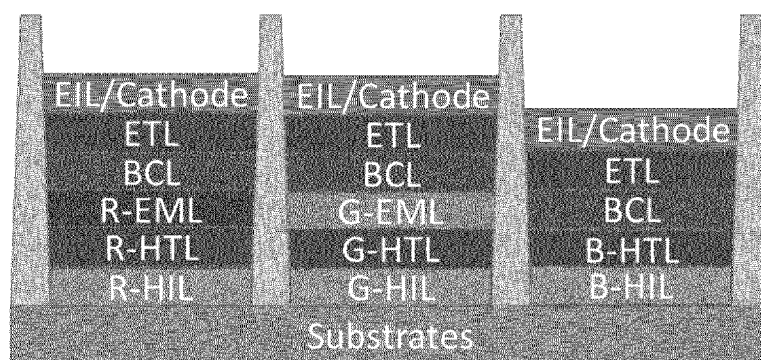 EIL/Cathode
ETL
BCL
R-EML
R-HTL
R-HIL
EIL/Cathode
ETL
BCL
G-EML
G-HTL
G-HIL
EIL/Cathode
ETL
BCL
B-HTL
B-HIL
Substrates